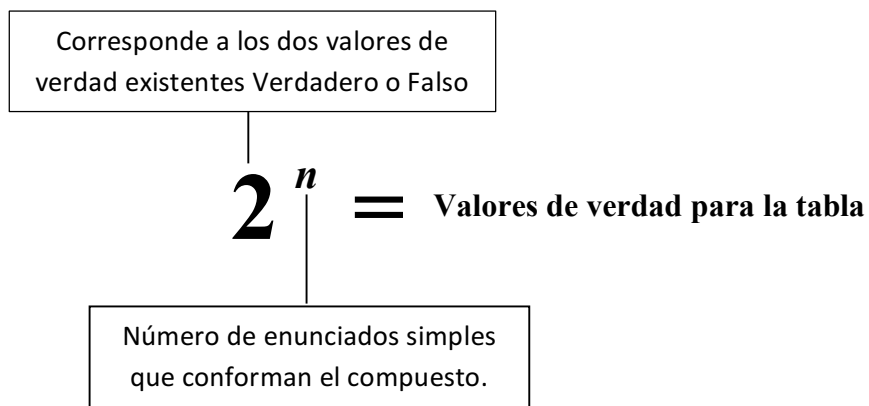 Corresponde a los dos valores de
verdad existentes Verdadero o Falso
2 n = Valores de verdad para la tabla
Número de enunciados simples
que conforman el compuesto.